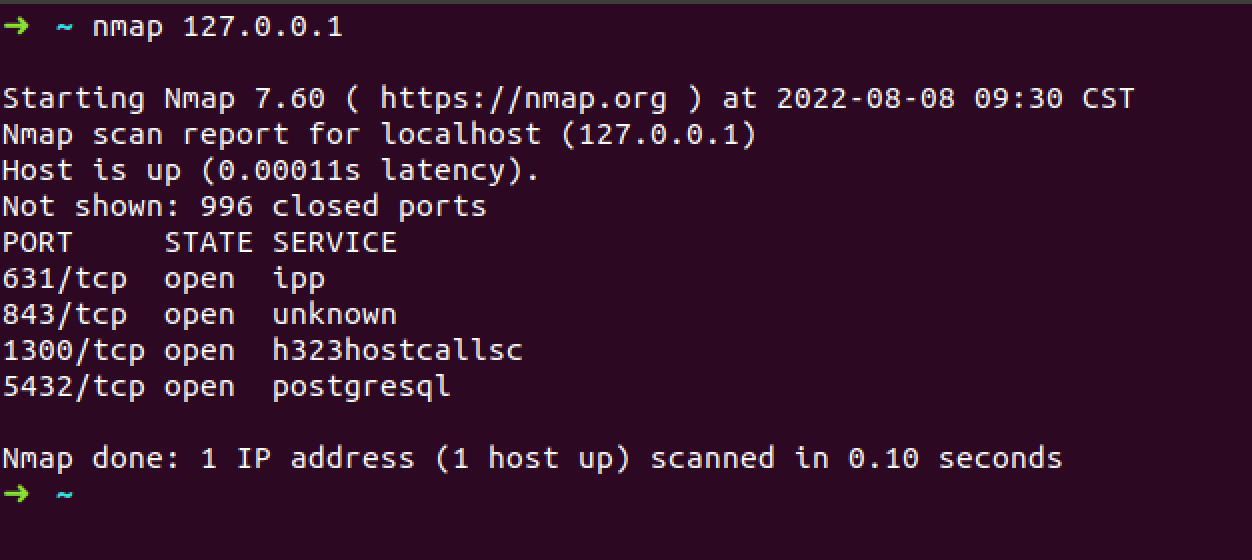 ➜  ~ nmap 127.0.0.1
Starting Nmap 7.60 ( https://nmap.org ) at 2022-08-08 09:30 CST
Nmap scan report for localhost (127.0.0.1)
Host is up (0.00011s latency).
Not shown: 996 closed ports
PORT     STATE SERVICE
631/tcp  open  ipp
843/tcp  open  unknown
1300/tcp open  h323hostcallsc
5432/tcp open  postgresql
Nmap done: 1 IP address (1 host up) scanned in 0.10 seconds
➜  ~